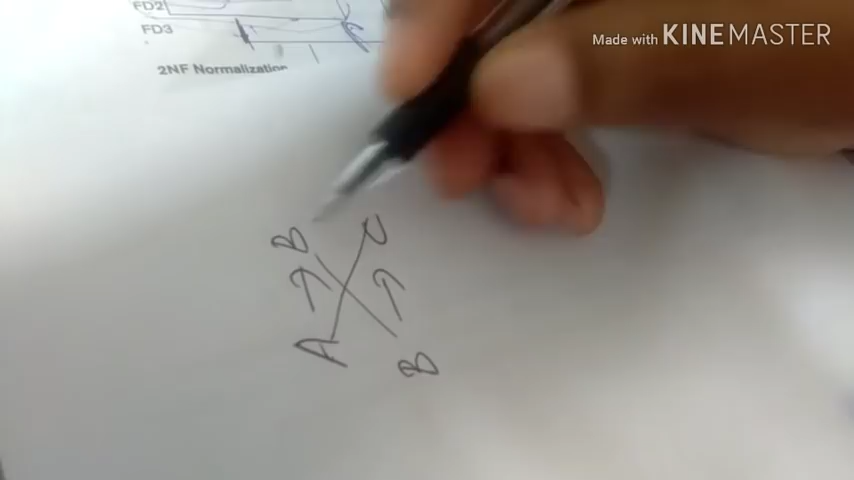 FD2
FD3
2NF Normalization
Made with KINEMASTER
A → B
B → C